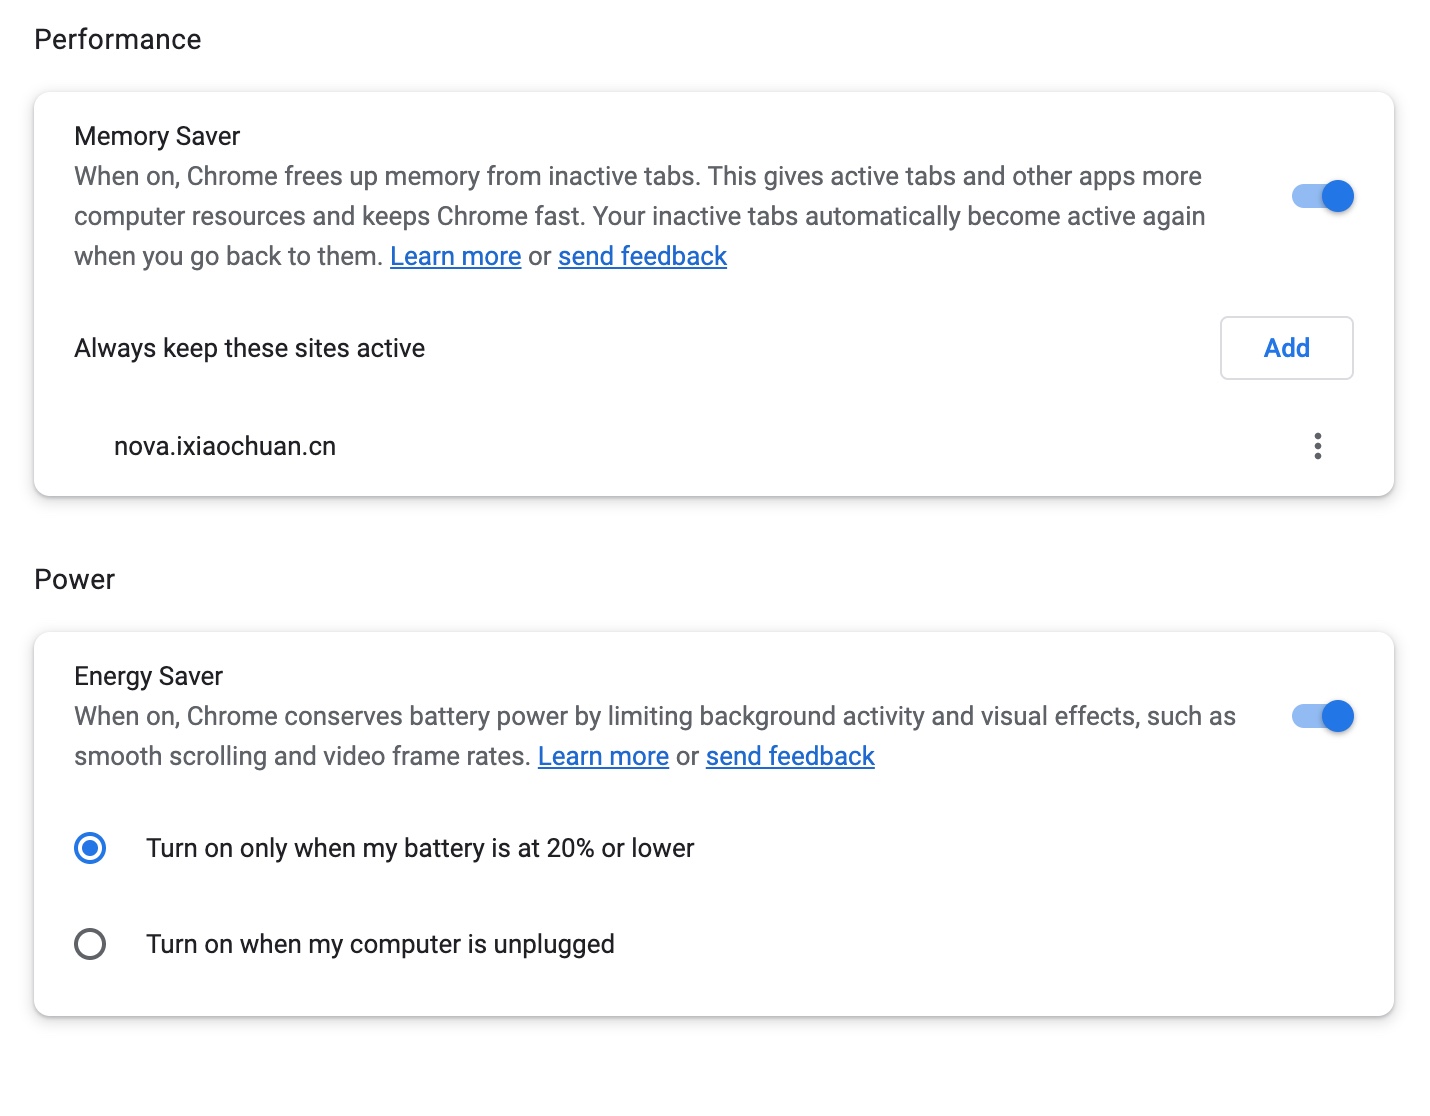 Performance
Memory Saver
When on, Chrome frees up memory from inactive tabs. This gives active tabs and other apps more
computer resources and keeps Chrome fast. Your inactive tabs automatically become active again
when you go back to them. Learn more or send feedback
Always keep these sites active
Add
nova.ixiaochuan.cn
Power
Energy Saver
When on, Chrome conserves battery power by limiting background activity and visual effects, such as
smooth scrolling and video frame rates. Learn more or send feedback
Turn on only when my battery is at 20% or lower
Turn on when my computer is unplugged